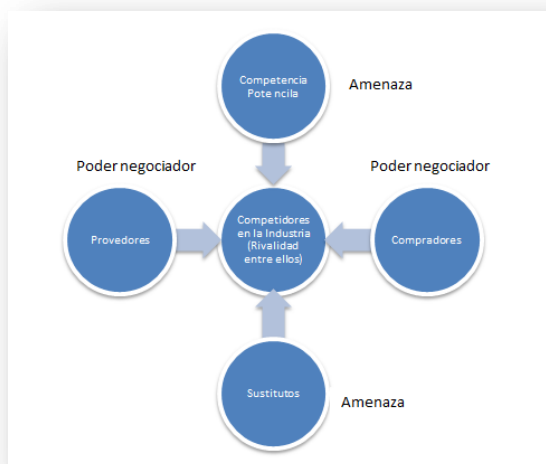 Competencia
Pote ncila
Amenaza
Poder negociador
Poder negociador
Provedores
Competidores
en la Industria
(Rivalidad
entre ellos)
Compradores
Sustitutos
Amenaza